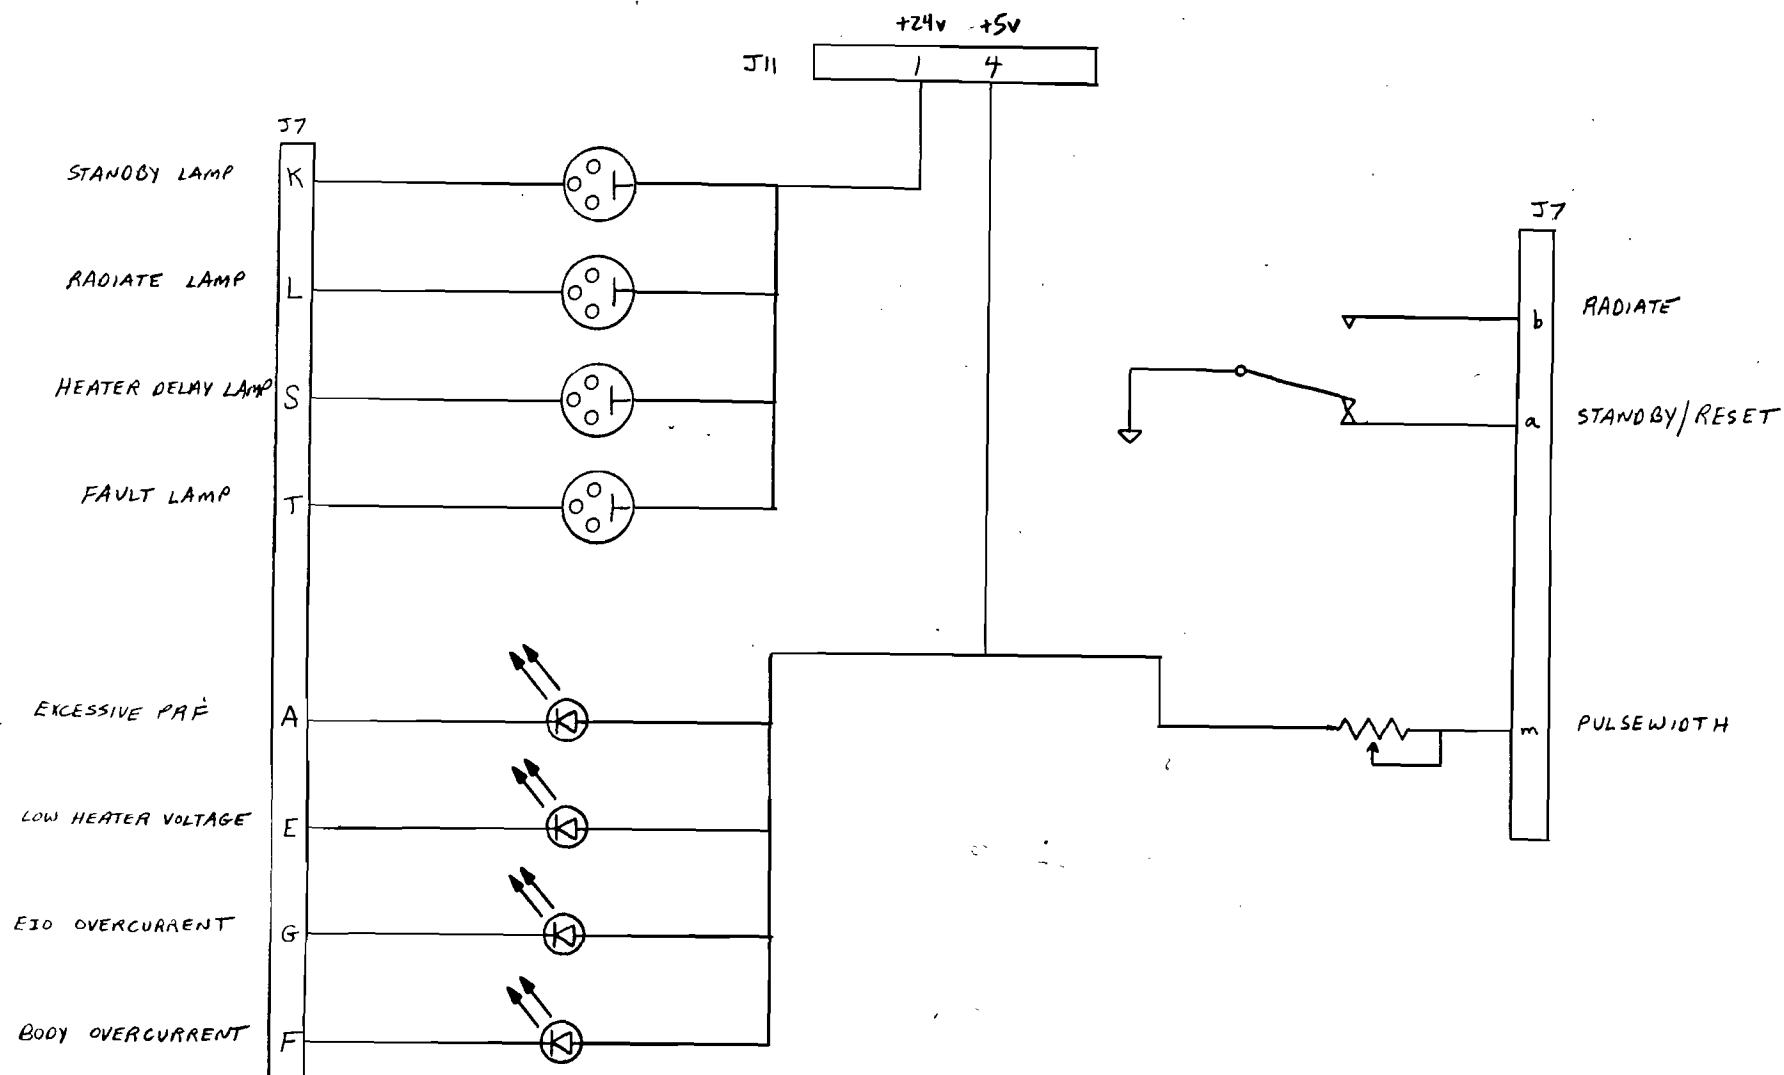 +24V +5V
J11 1 4
J7
STANDBY LAMP K
RADIATE LAMP L
HEATER DELAY LAMP S
FAULT LAMP T
EXCESSIVE PRF A
LOW HEATER VOLTAGE E
EIO OVERCURRENT G
BODY OVERCURRENT F
J7
b RADIATE
a STANDBY/RESET
m PULSEWIDTH